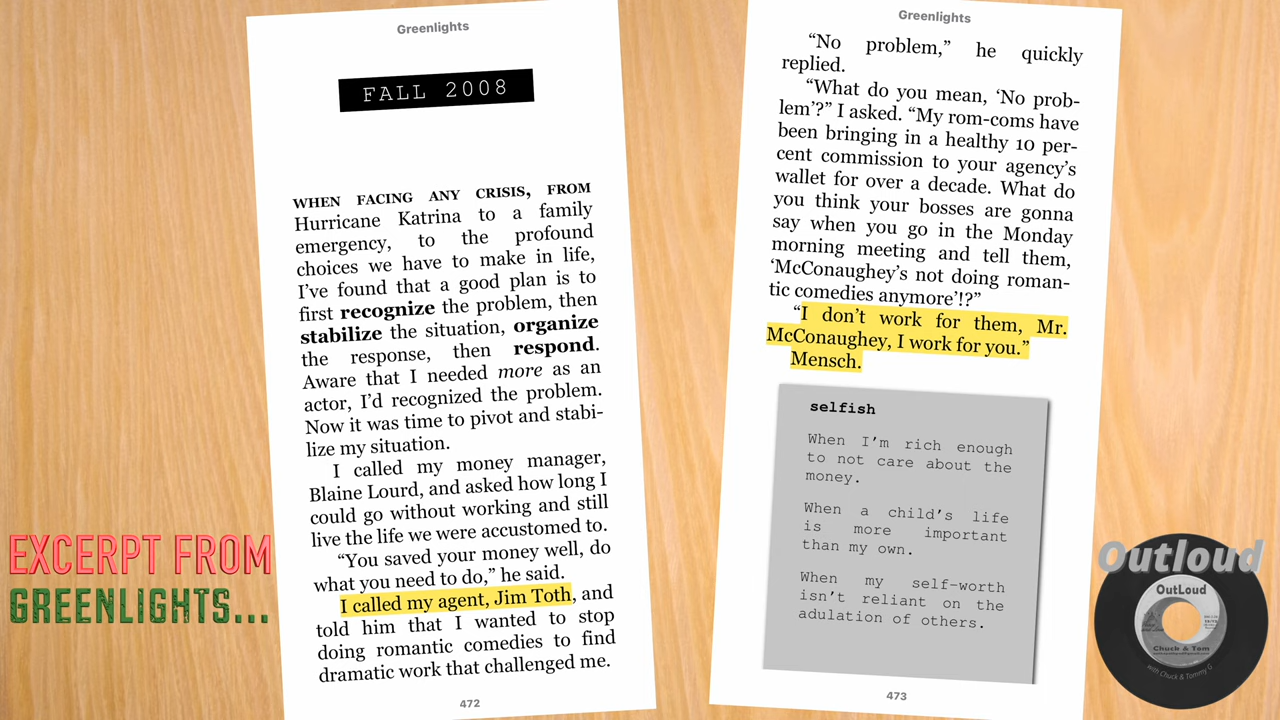 Greenlights
FALL 2008
WHEN FACING ANY CRISIS, FROM
Hurricane Katrina to a family
emergency, to the profound
choices we have to make in life,
I’ve found that a good plan is to
first recognize the problem, then
stabilize the situation, organize
the response, then respond.
Aware that I needed more as an
actor, I’d recognized the problem.
Now it was time to pivot and stabi-
lize my situation.
I called my money manager,
Blaine Lourd, and asked how long I
could go without working and still
live the life we were accustomed to.
“You saved your money well, do
what you need to do,” he said.
I called my agent, Jim Toth, and
told him that I wanted to stop
doing romantic comedies to find
dramatic work that challenged me.
472
Greenlights
“No problem,” he quickly
replied.
“What do you mean, ‘No prob-
lem’?” I asked. “My rom-coms have
been bringing in a healthy 10 per-
cent commission to your agency’s
wallet for over a decade. What do
you think your bosses are gonna
say when you go in the Monday
morning meeting and tell them,
‘McConaughey’s not doing roman-
tic comedies anymore’!?”
“I don’t work for them, Mr.
McConaughey, I work for you.”
Mensch.
selfish
When I’m rich enough
to not care about the
money.
When a child’s life
is more important
than my own.
When my self-worth
isn’t reliant on the
adulation of others.
473
EXCERPT FROM
GREENLIGHTS...
Outloud
OutLoud
Chuck & Tom
with Chuck & Tommy G